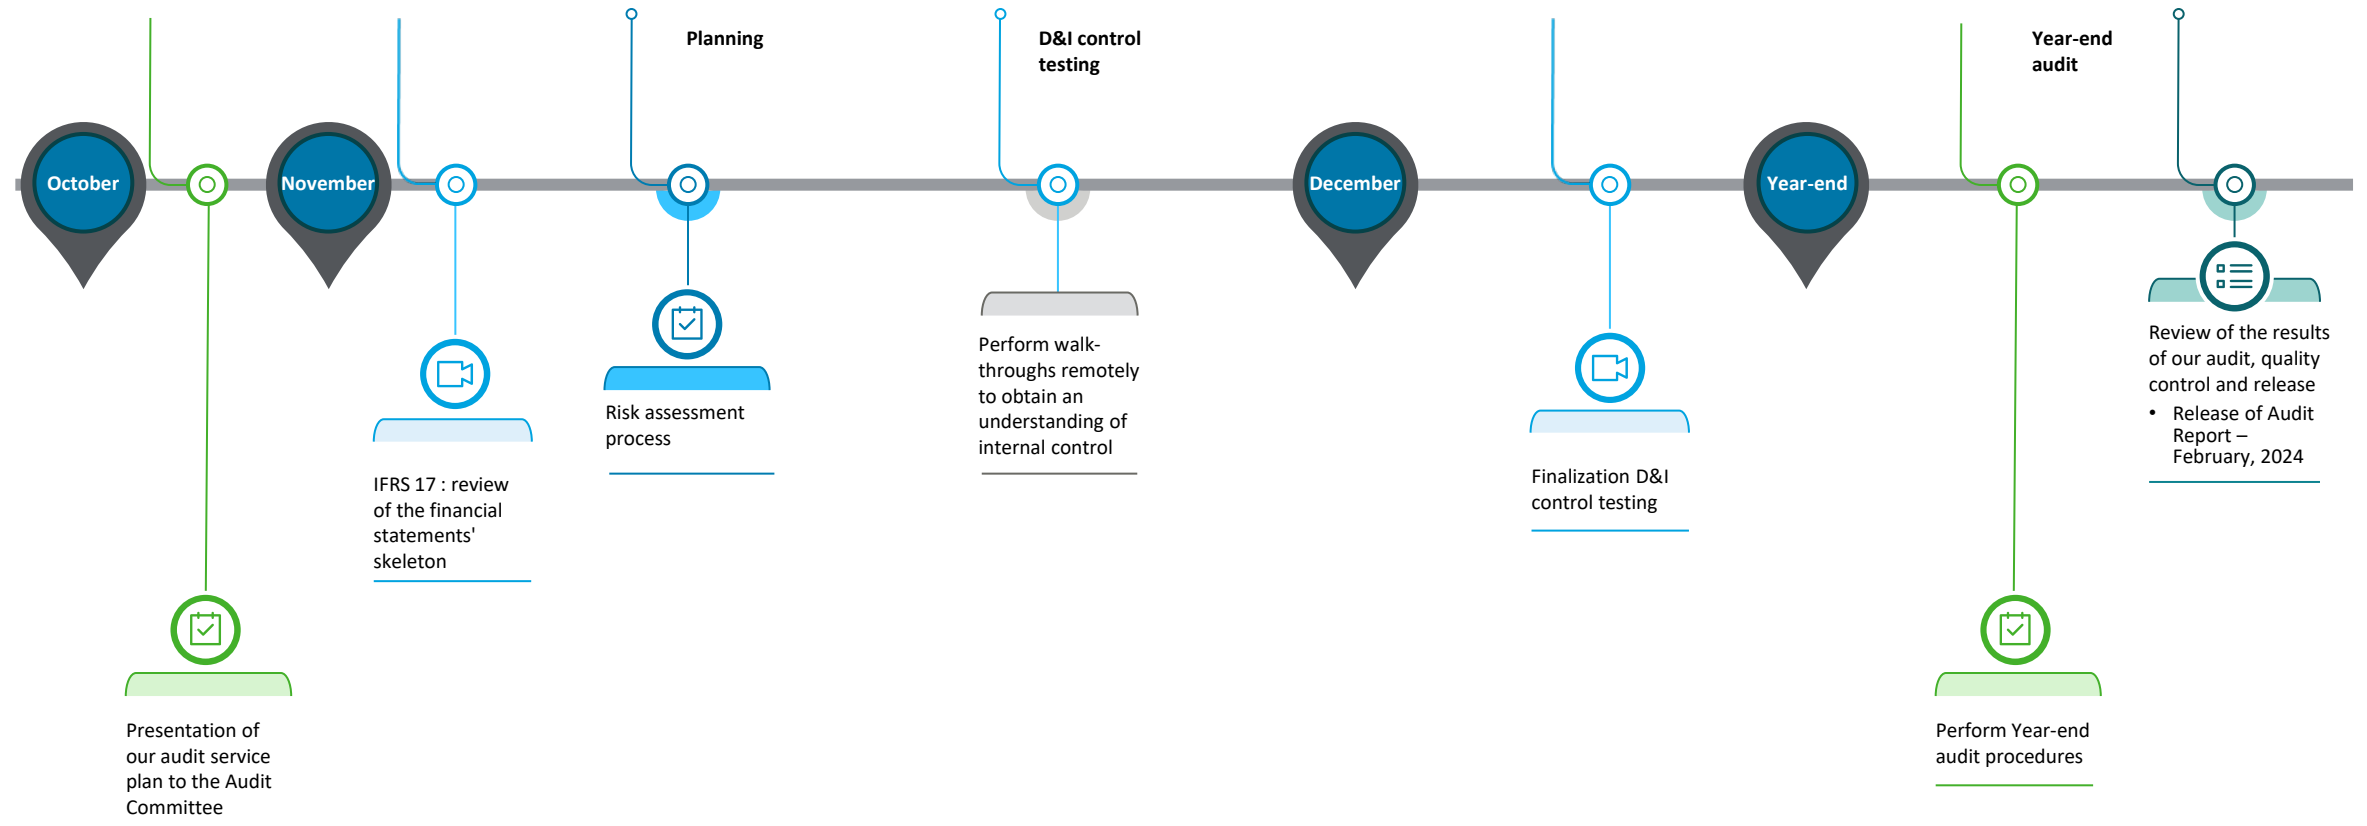 Planning
D&I control
testing
Year-end
audit
October
November
December
Year-end
Presentation of
our audit service
plan to the Audit
Committee
IFRS 17 : review
of the financial
statements'
skeleton
Risk assessment
process
Perform walk-
throughs remotely
to obtain an
understanding of
internal control
Finalization D&I
control testing
Perform Year-end
audit procedures
Review of the results
of our audit, quality
control and release
• Release of Audit
Report –
February, 2024